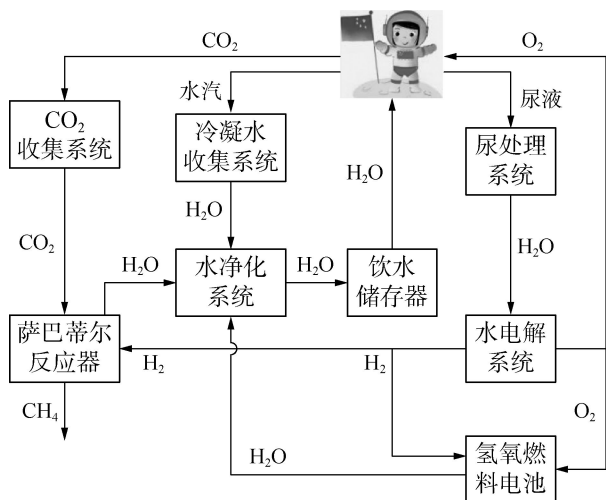 CO₂
O₂
水汽
尿液
CO₂
收集系统
冷凝水
收集系统
尿处理
系统
H₂O
H₂O
H₂O
CO₂
H₂O
水净化
系统
H₂O
饮水
储存器
萨巴蒂尔
反应器
H₂
H₂
水电解
系统
CH₄
O₂
H₂O
氢氧燃
料电池